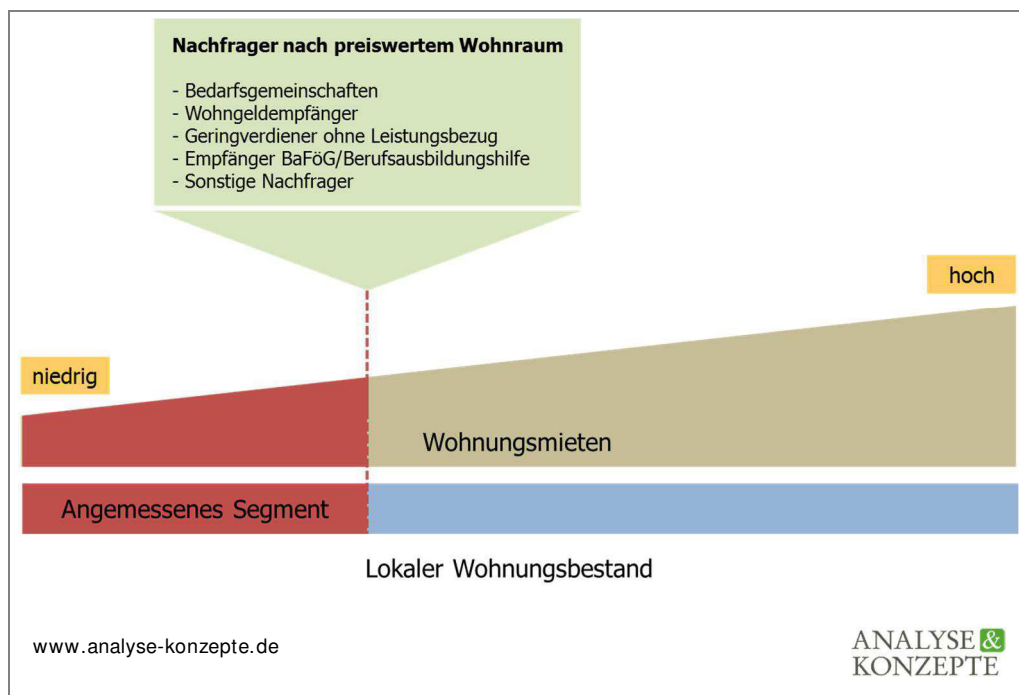 Nachfrager nach preiswertem Wohnraum
- Bedarfsgemeinschaften
- Wohngeldempfänger
- Geringverdiener ohne Leistungsbezug
- Empfänger BaFöG/Berufsausbildungshilfe
- Sonstige Nachfrager
hoch
niedrig
Wohnungsmieten
Angemessenes Segment
Lokaler Wohnungsbestand
www.analyse-konzepte.de
ANALYSE &
KONZEPTE